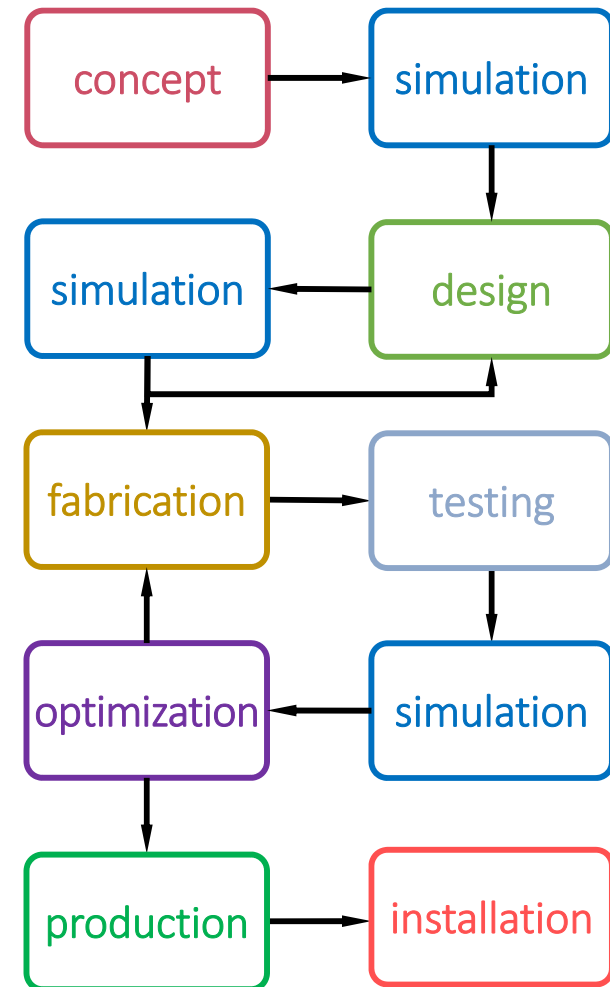 concept
simulation
simulation
design
fabrication
testing
optimization
simulation
production
installation